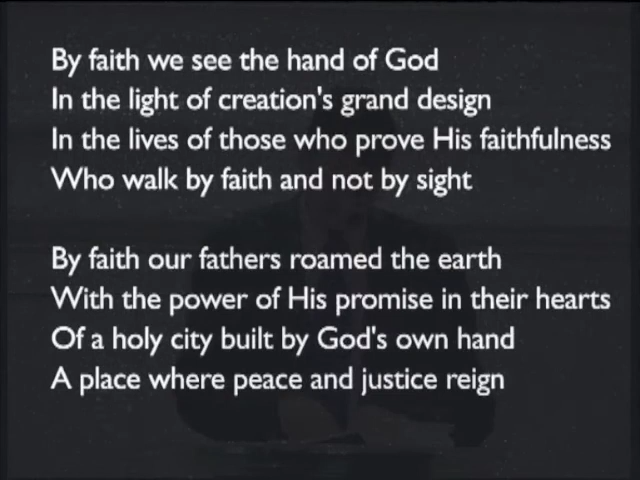 By faith we see the hand of God
In the light of creation's grand design
In the lives of those who prove His faithfulness
Who walk by faith and not by sight
By faith our fathers roamed the earth
With the power of His promise in their hearts
Of a holy city built by God's own hand
A place where peace and justice reign